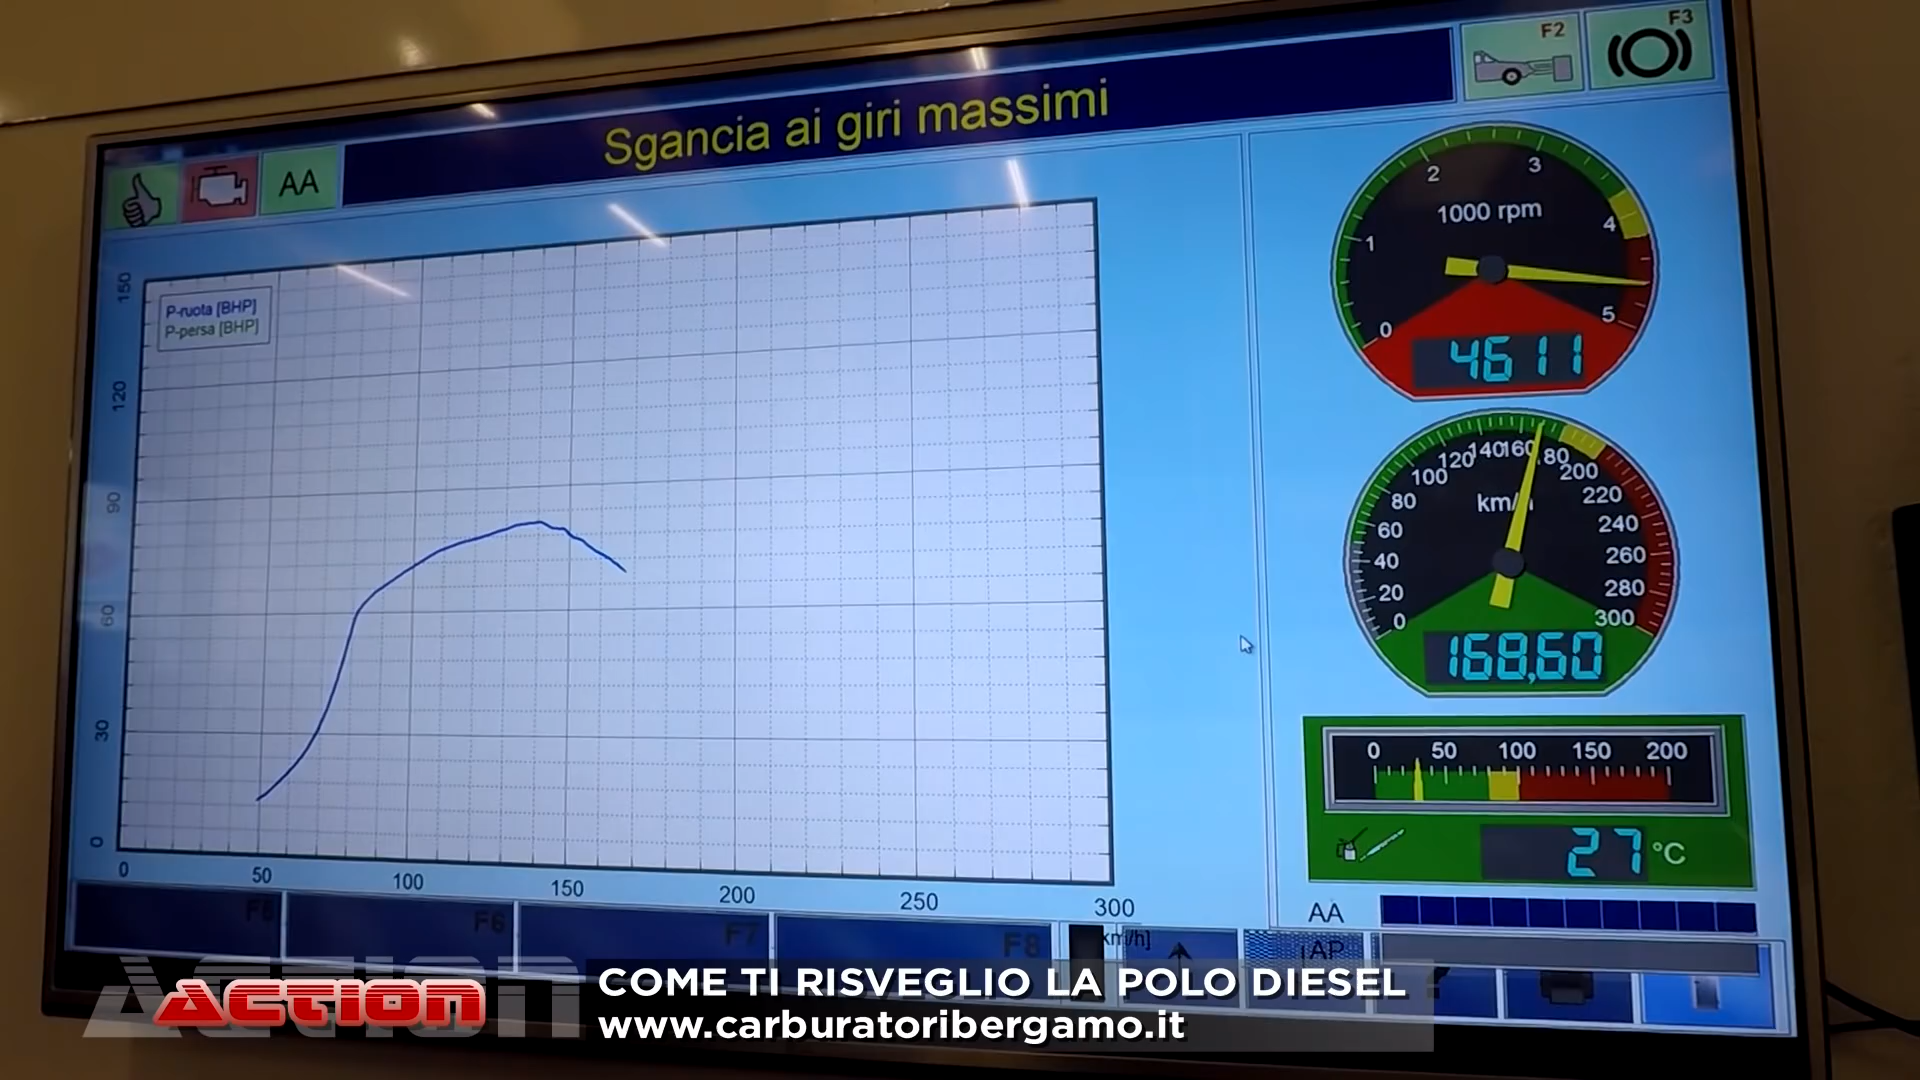 F2
F3
Sgancia ai giri massimi
AA
P-ruota [BHP]
P-persa [BHP]
150
120
90
60
30
0
0
50
100
150
200
250
300
[km/h]
0
1
2
3
4
5
1000 rpm
4611
0
20
40
60
80
100
120
140
160
180
200
220
240
260
280
300
km/h
168,60
0 50 100 150 200
27 °C
AA
F5
F6
F7
F8
ACTION
ACTION
COME TI RISVEGLIO LA POLO DIESEL
www.carburatoribergamo.it